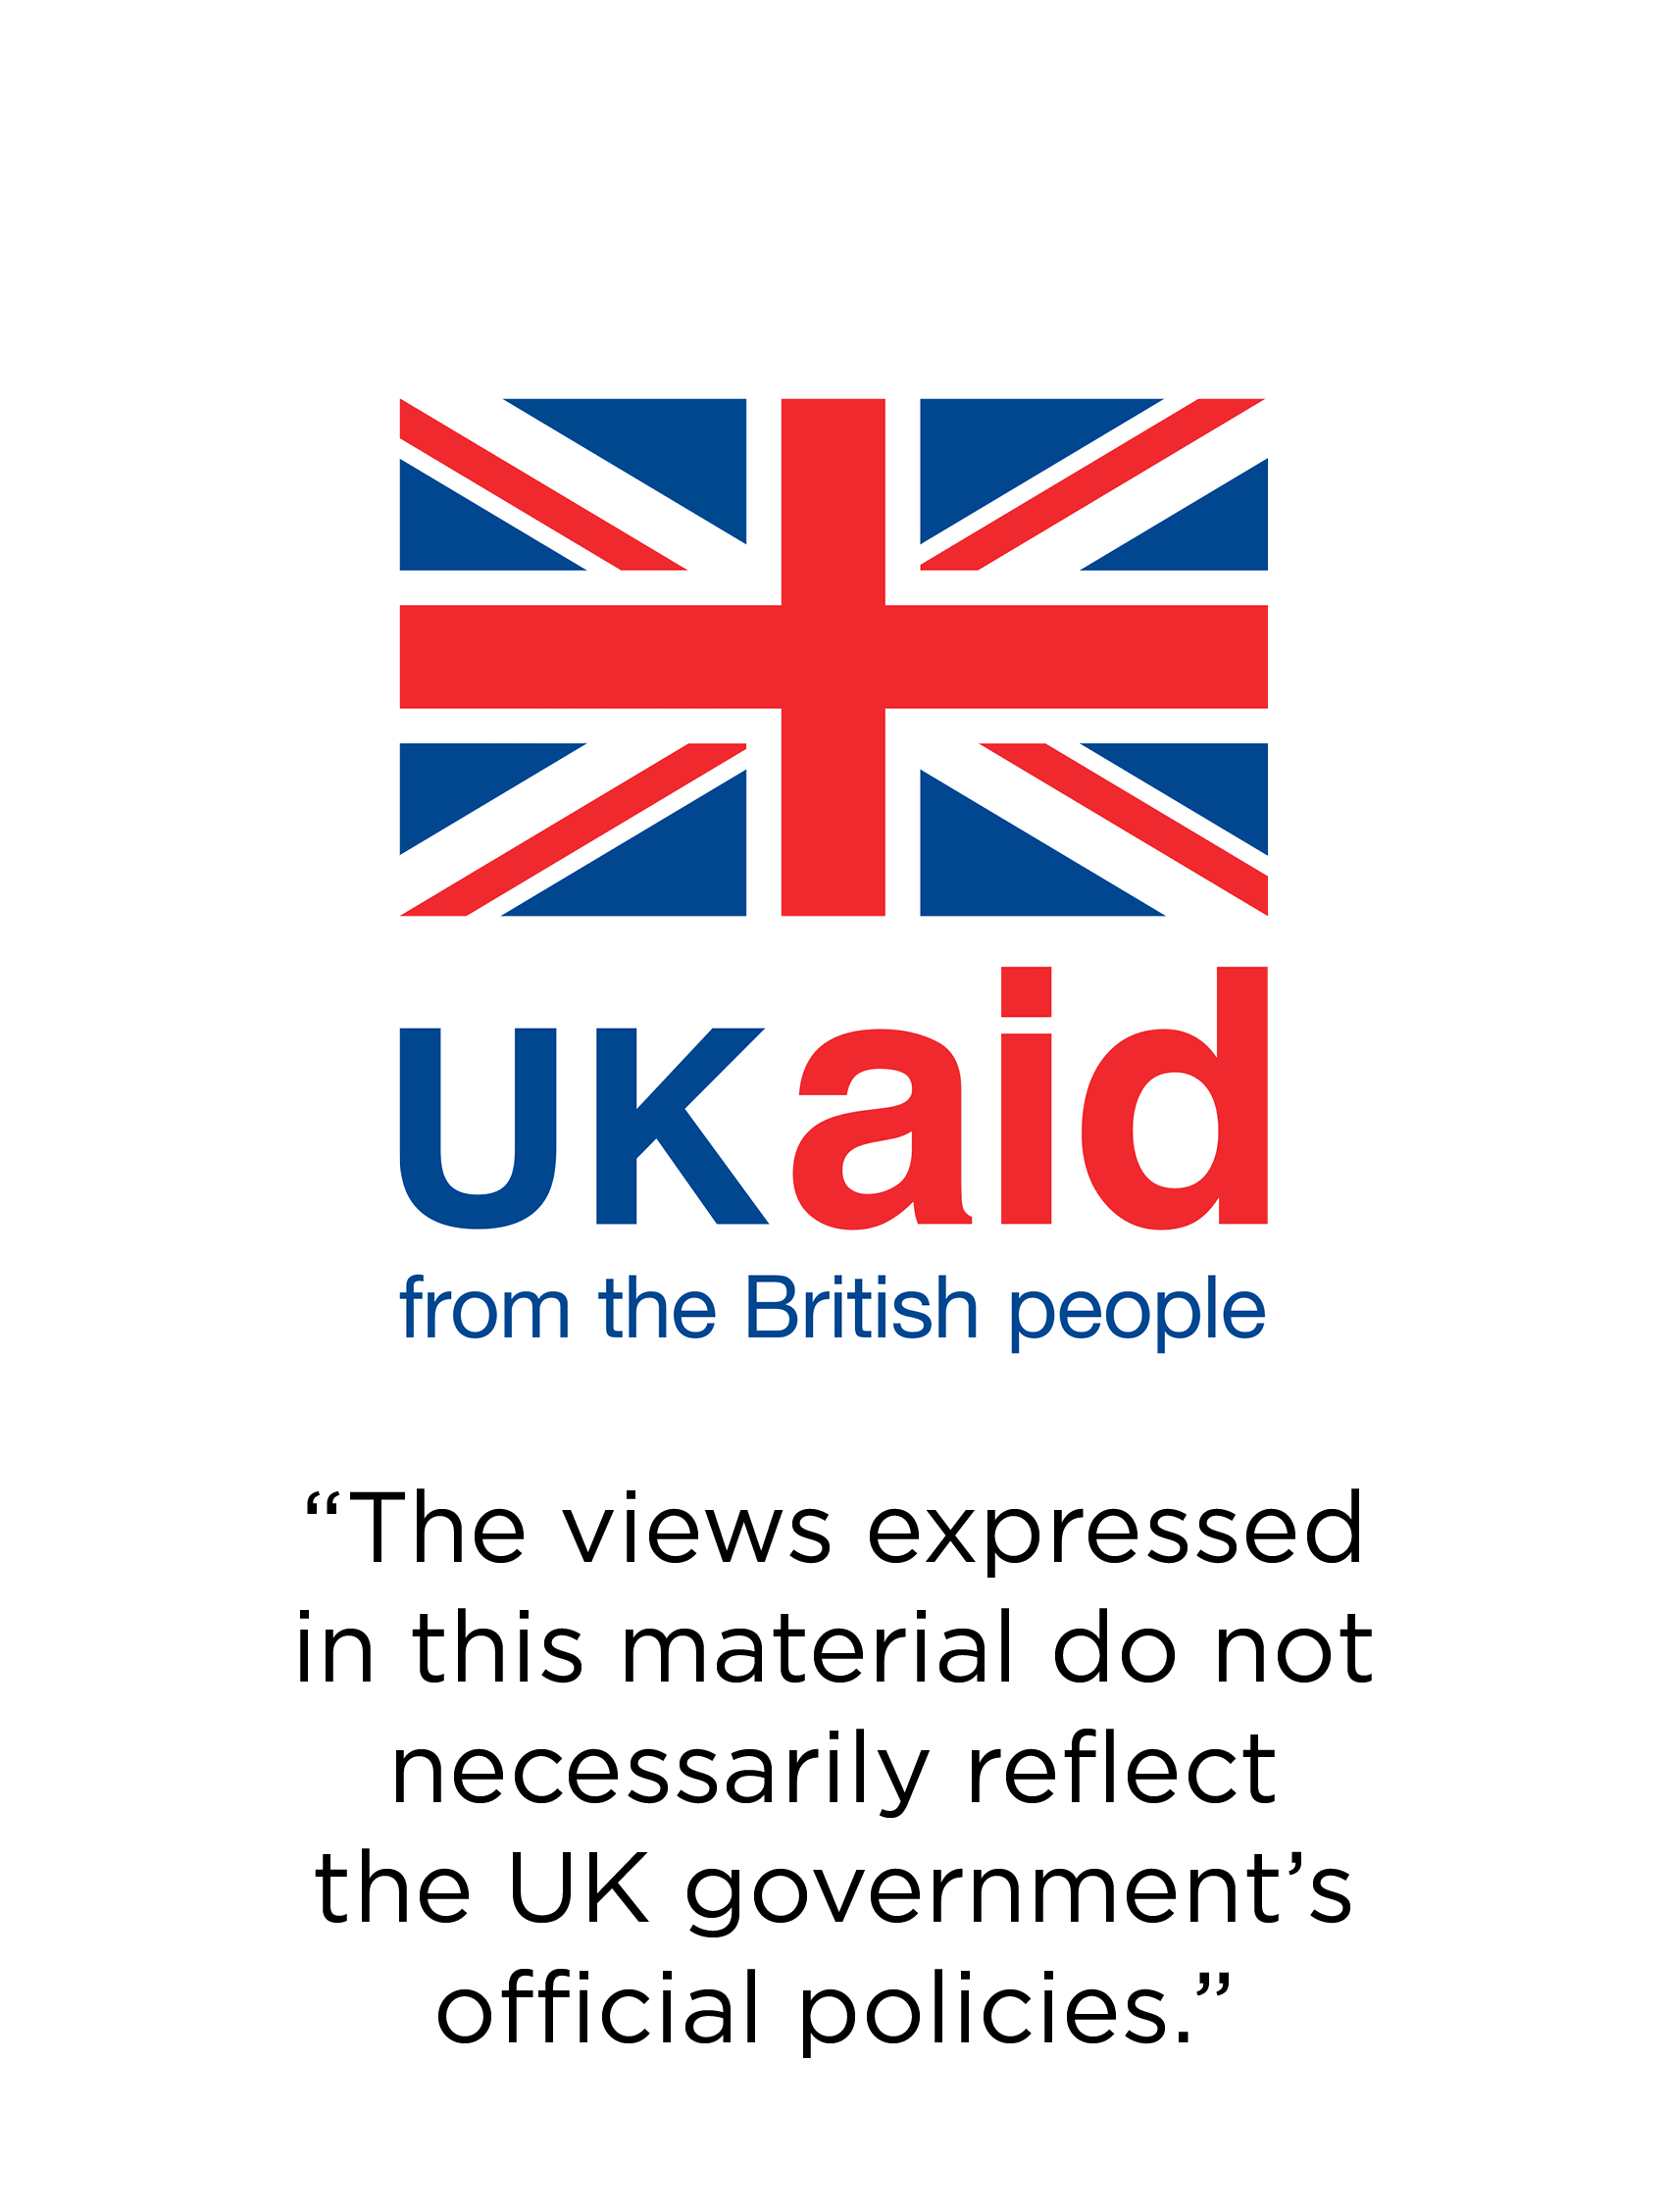 UKaid
from the British people
“The views expressed
in this material do not
necessarily reflect
the UK government’s
official policies.”